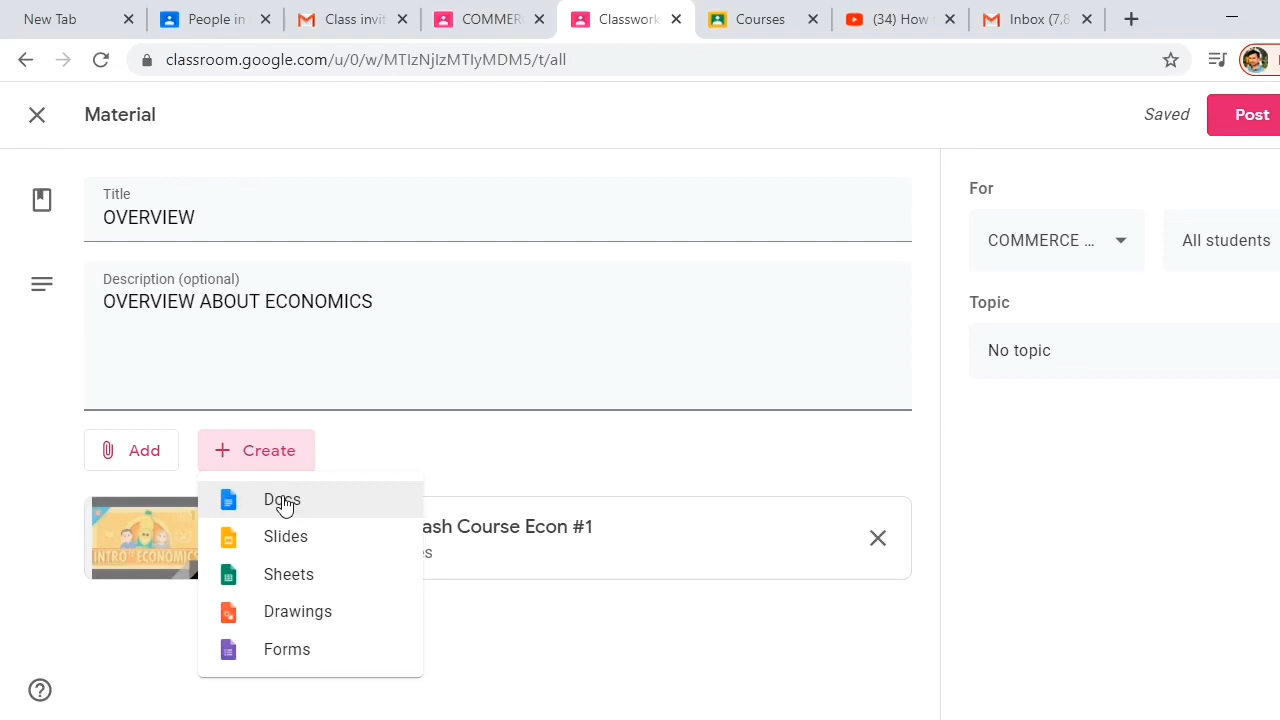 New Tab
People in
Class invit
COMMER
Classwork
Courses
(34) How
Inbox (7,8
classroom.google.com/u/0/w/MTIzNjIzMTIyMDM5/t/all
Material
Saved
Post
Title
OVERVIEW
For
COMMERCE ...
All students
Description (optional)
OVERVIEW ABOUT ECONOMICS
Topic
No topic
Add
Create
Docs
Slides
Sheets
Drawings
Forms
INTRO TO ECONOMICS
ash Course Econ #1
es